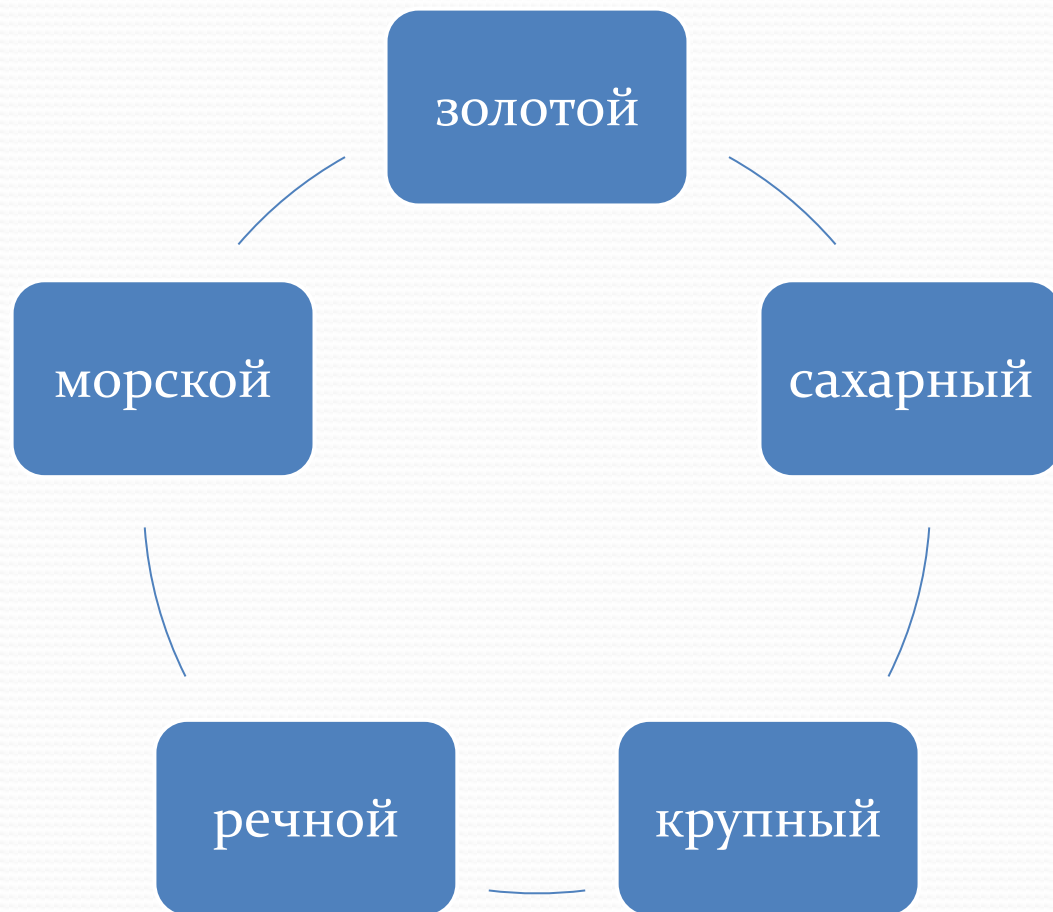 золотой
морской
сахарный
речной
крупный